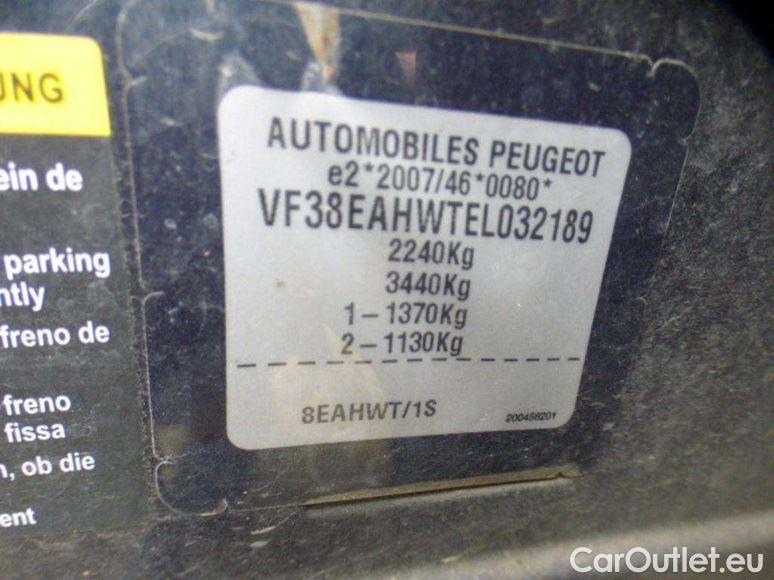 UNG
ein de
parking
ntly
freno de
freno
fissa
n, ob die
ent
AUTOMOBILES PEUGEOT
e2*2007/46*0080*
VF38EAHWTEL032189
2240Kg
3440Kg
1-1370Kg
2-1130Kg
8EAHWT/1S
200456201
CarOutlet.eu